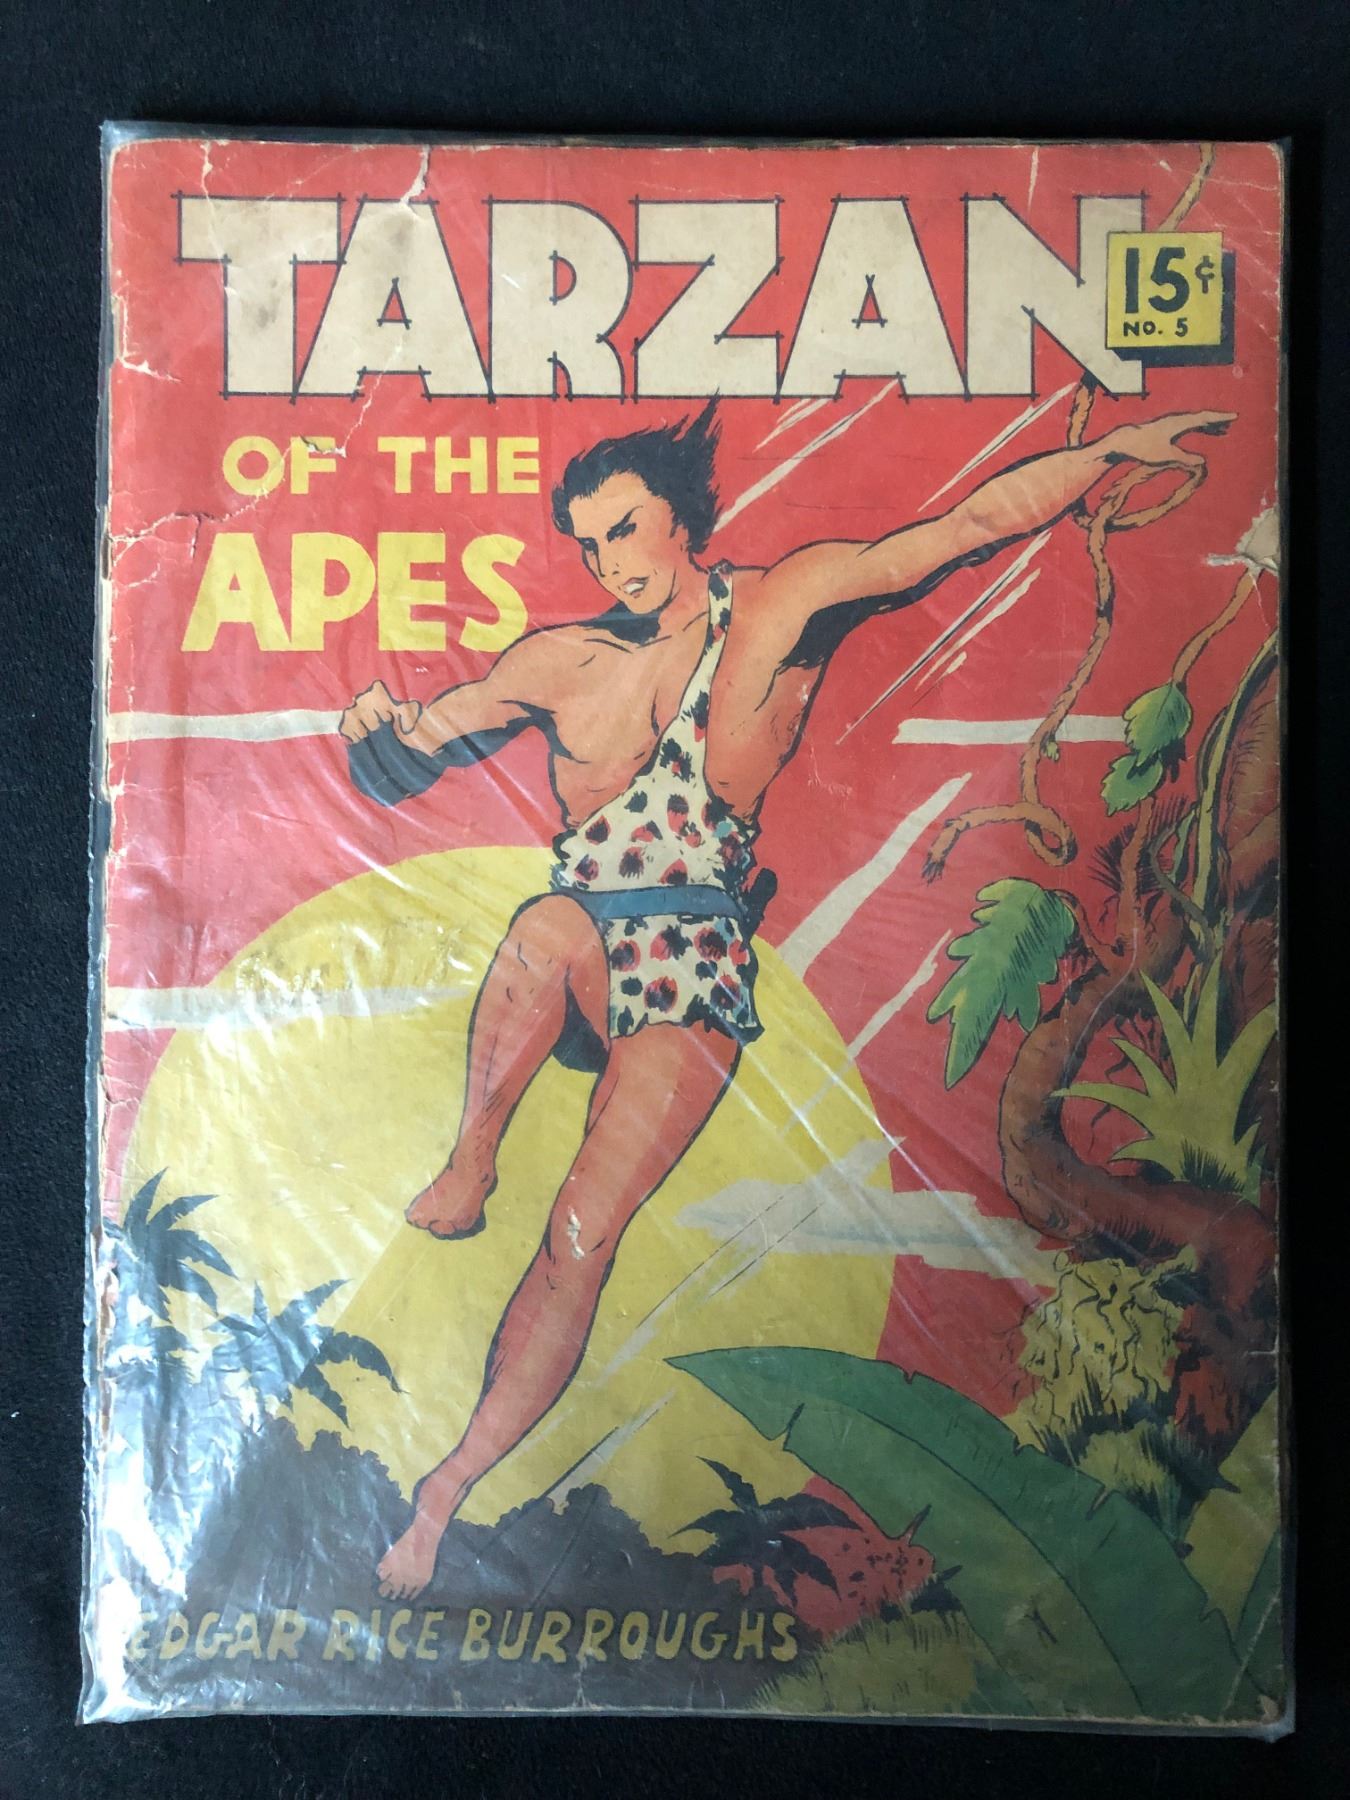 TARZAN
15¢
NO. 5
OF THE
APES
EDGAR RICE BURROUGHS